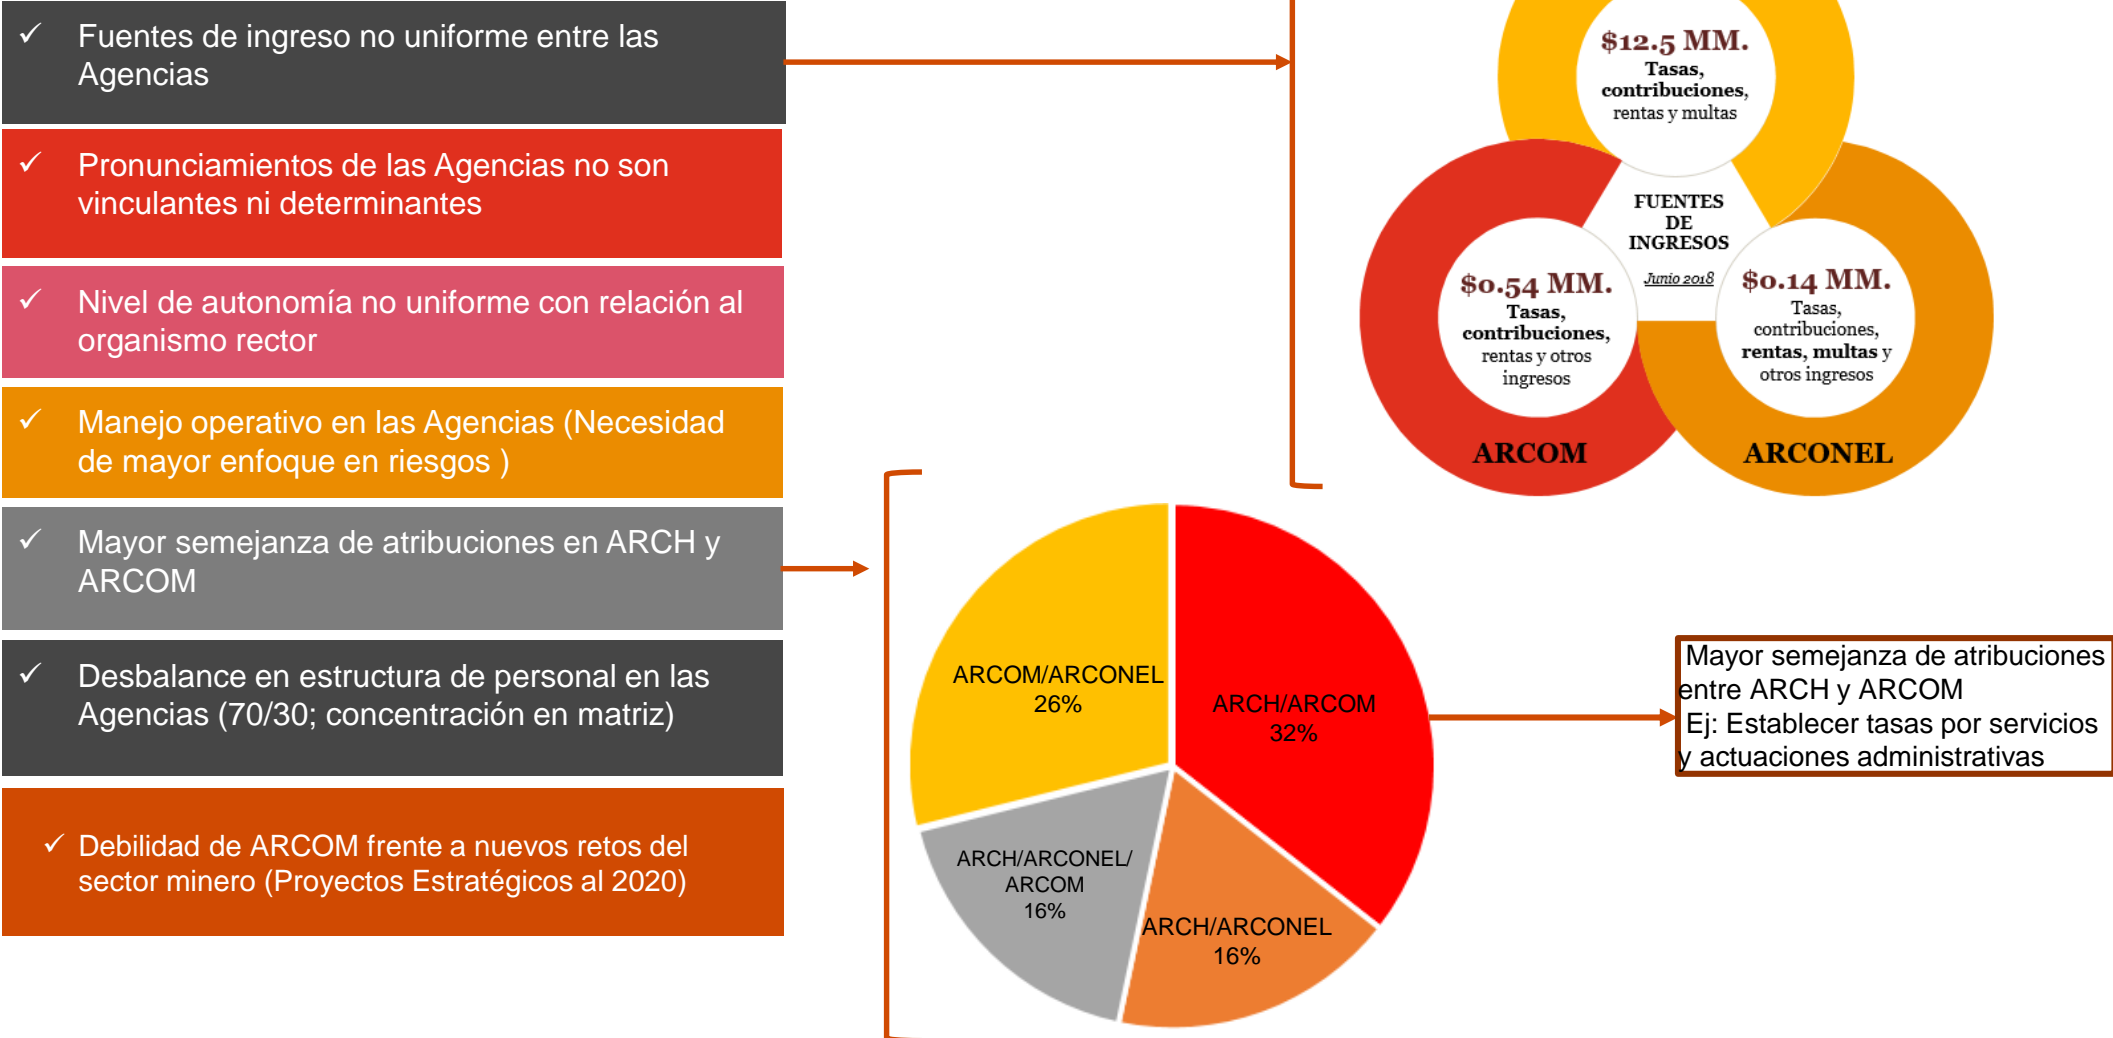 ✓ Fuentes de ingreso no uniforme entre las
Agencias
✓ Pronunciamientos de las Agencias no son
vinculantes ni determinantes
✓ Nivel de autonomía no uniforme con relación al
organismo rector
✓ Manejo operativo en las Agencias (Necesidad
de mayor enfoque en riesgos )
✓ Mayor semejanza de atribuciones en ARCH y
ARCOM
✓ Desbalance en estructura de personal en las
Agencias (70/30; concentración en matriz)
✓ Debilidad de ARCOM frente a nuevos retos del
sector minero (Proyectos Estratégicos al 2020)
$12.5 MM.
Tasas,
contribuciones,
rentas y multas
FUENTES
DE
INGRESOS
Junio 2018
$0.54 MM.
Tasas,
contribuciones,
rentas y otros
ingresos
ARCOM
$0.14 MM.
Tasas,
contribuciones,
rentas, multas y
otros ingresos
ARCONEL
ARCOM/ARCONEL
26%
ARCH/ARCOM
32%
ARCH/ARCONEL/
ARCOM
16%
ARCH/ARCONEL
16%
Mayor semejanza de atribuciones
entre ARCH y ARCOM
Ej: Establecer tasas por servicios
y actuaciones administrativas